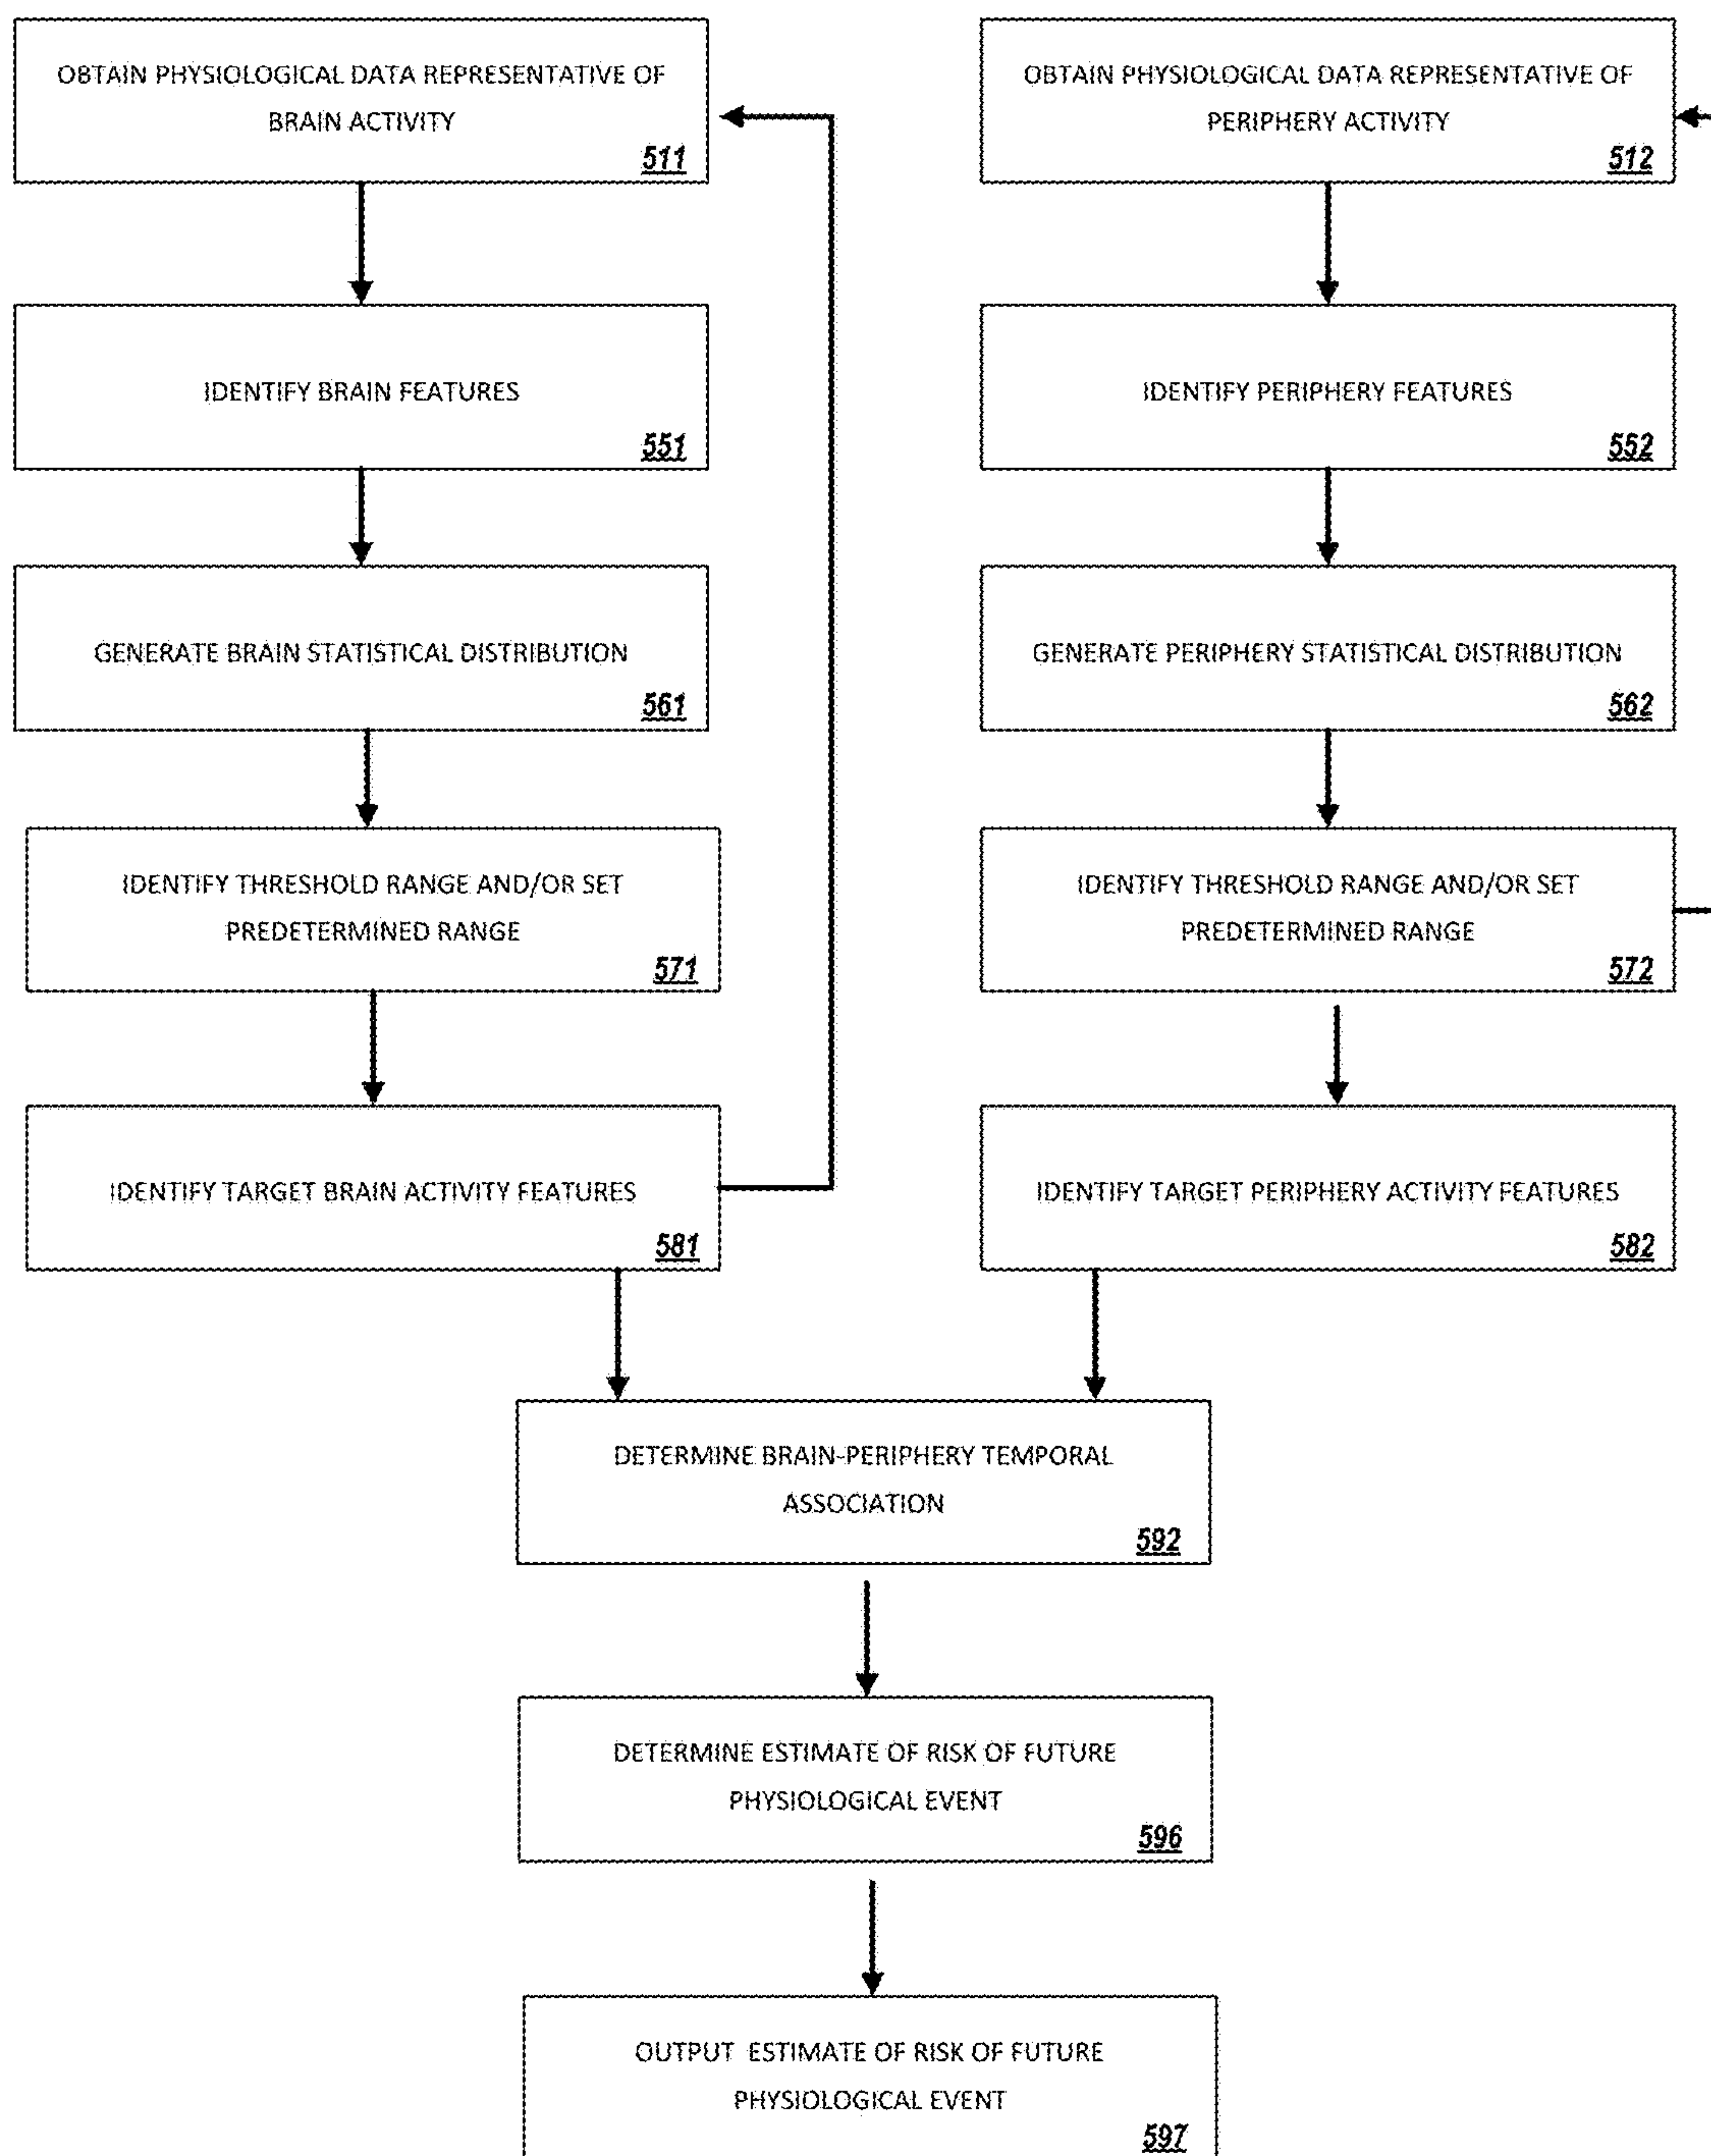 OBTAIN PHYSIOLOGICAL DATA REPRESENTATIVE OF
BRAIN ACTIVITY
511
OBTAIN PHYSIOLOGICAL DATA REPRESENTATIVE OF
PERIPHERY ACTIVITY
512
IDENTIFY BRAIN FEATURES
551
IDENTIFY PERIPHERY FEATURES
552
GENERATE BRAIN STATISTICAL DISTRIBUTION
561
GENERATE PERIPHERY STATISTICAL DISTRIBUTION
562
IDENTIFY THRESHOLD RANGE AND/OR SET
PREDETERMINED RANGE
571
IDENTIFY THRESHOLD RANGE AND/OR SET
PREDETERMINED RANGE
572
IDENTIFY TARGET BRAIN ACTIVITY FEATURES
581
IDENTIFY TARGET PERIPHERY ACTIVITY FEATURES
582
DETERMINE BRAIN-PERIPHERY TEMPORAL
ASSOCIATION
592
DETERMINE ESTIMATE OF RISK OF FUTURE
PHYSIOLOGICAL EVENT
596
OUTPUT ESTIMATE OF RISK OF FUTURE
PHYSIOLOGICAL EVENT
597